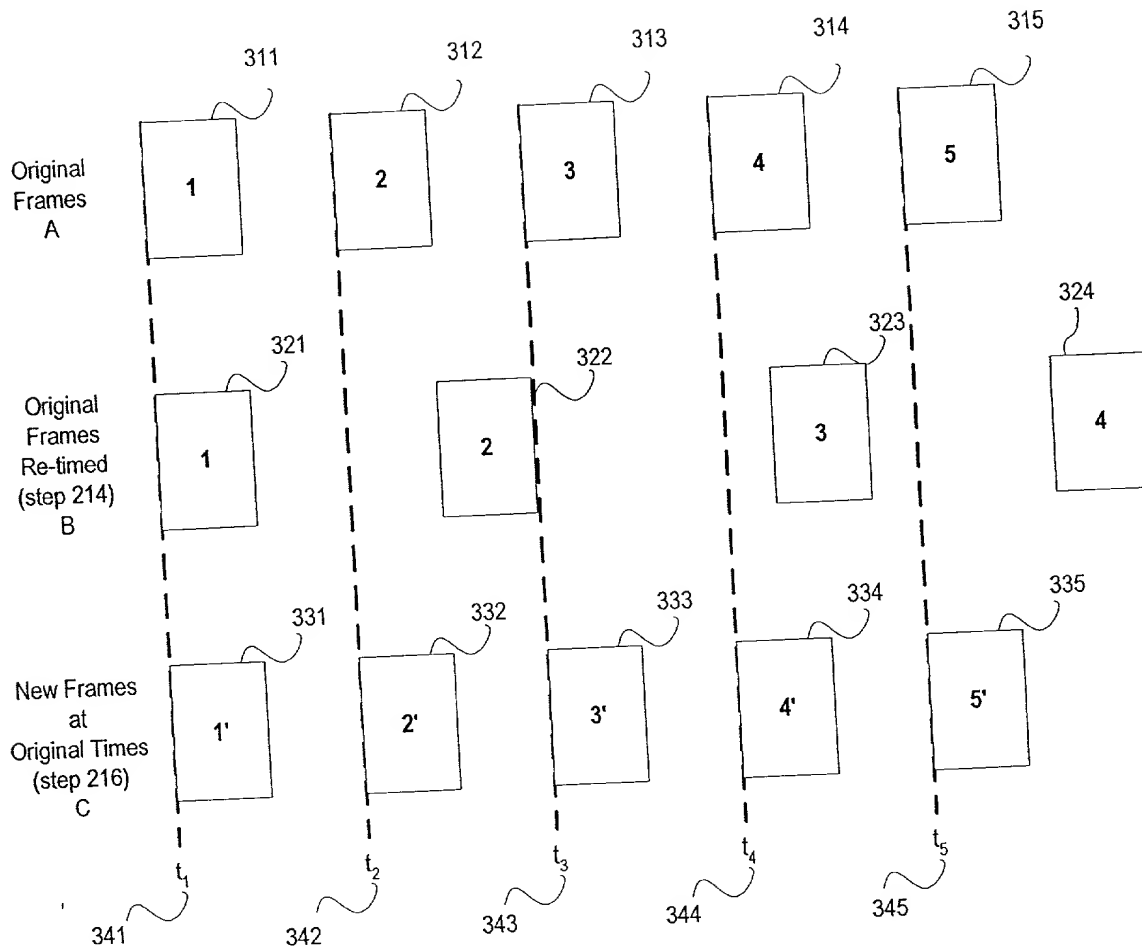 311
312
313
314
315
Original
Frames
A
1
2
3
4
5
321
322
323
324
Original
Frames
Re-timed
(step 214)
B
1
2
3
4
331
332
333
334
335
New Frames
at
Original Times
(step 216)
C
1'
2'
3'
4'
5'
t1
t2
t3
t4
t5
341
342
343
344
345